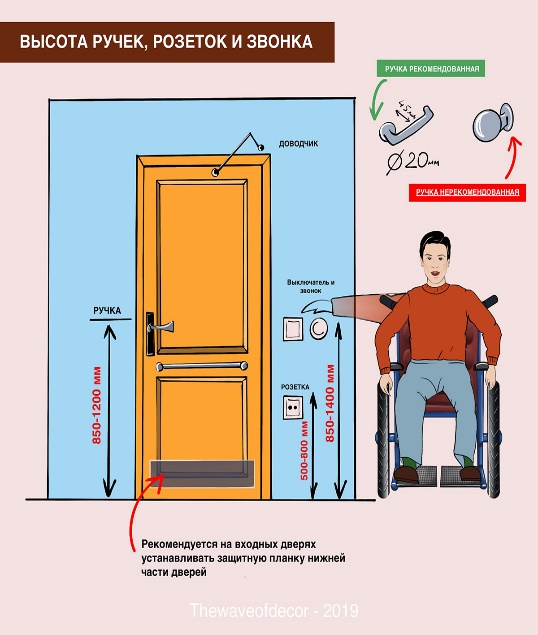 ВЫСОТА РУЧЕК, РОЗЕТОК И ЗВОНКА
РУЧКА РЕКОМЕНДОВАННАЯ
45мм
Ø20мм
РУЧКА НЕРЕКОМЕНДОВАННАЯ
ДОВОДЧИК
Выключатель и
звонок
РУЧКА
850-1200 мм
РОЗЕТКА
500-800 мм
850-1400 мм
Рекомендуется на входных дверях
устанавливать защитную планку нижней
части дверей
Thewaveofdecor - 2019